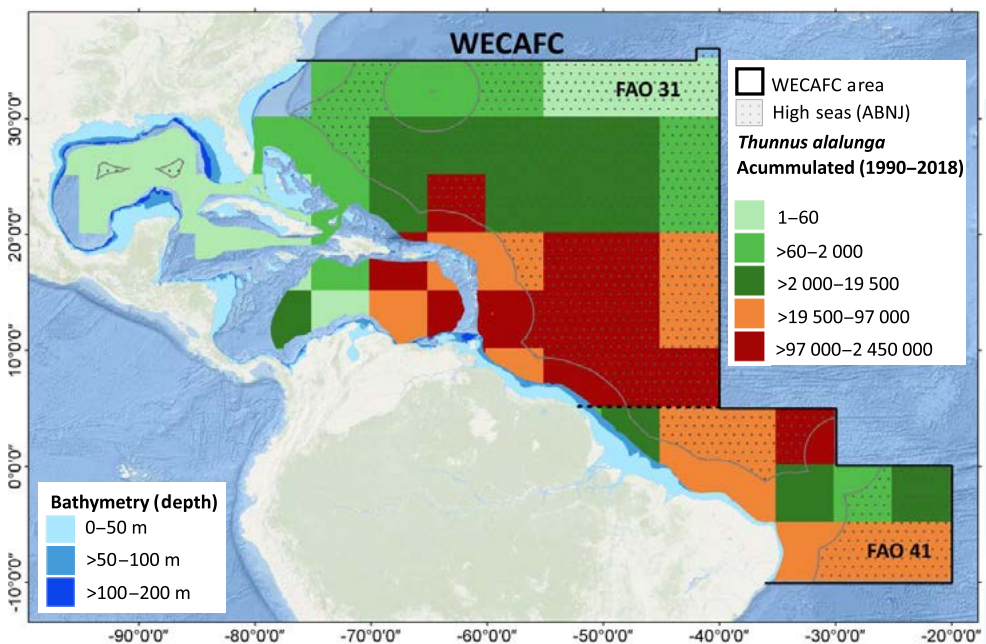 WECAFC
FAO 31
WECAFC area
High seas (ABNJ)
Thunnus alalunga
Acummulated (1990–2018)
1–60
>60–2 000
>2 000–19 500
>19 500–97 000
>97 000–2 450 000
30°0'0"
20°0'0"
10°0'0"
0°0'0"
-10°0'0"
Bathymetry (depth)
0–50 m
>50–100 m
>100–200 m
FAO 41
-90°0'0" -80°0'0" -70°0'0" -60°0'0" -50°0'0" -40°0'0" -30°0'0" -20°0'0"